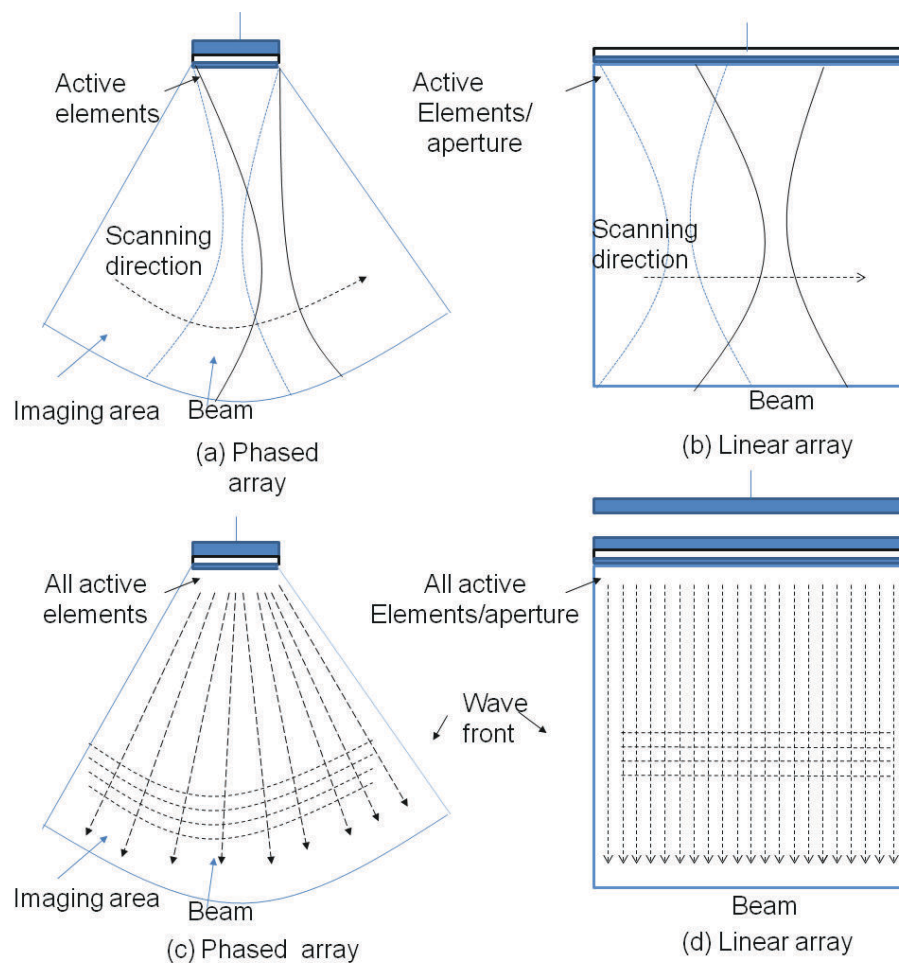 Active
elements
Scanning
direction
Imaging area
Beam
(a) Phased
array
Active
Elements/
aperture
Scanning
direction
Beam
(b) Linear array
All active
elements
Imaging area
Beam
(c) Phased array
Wave
front
All active
Elements/aperture
Beam
(d) Linear array